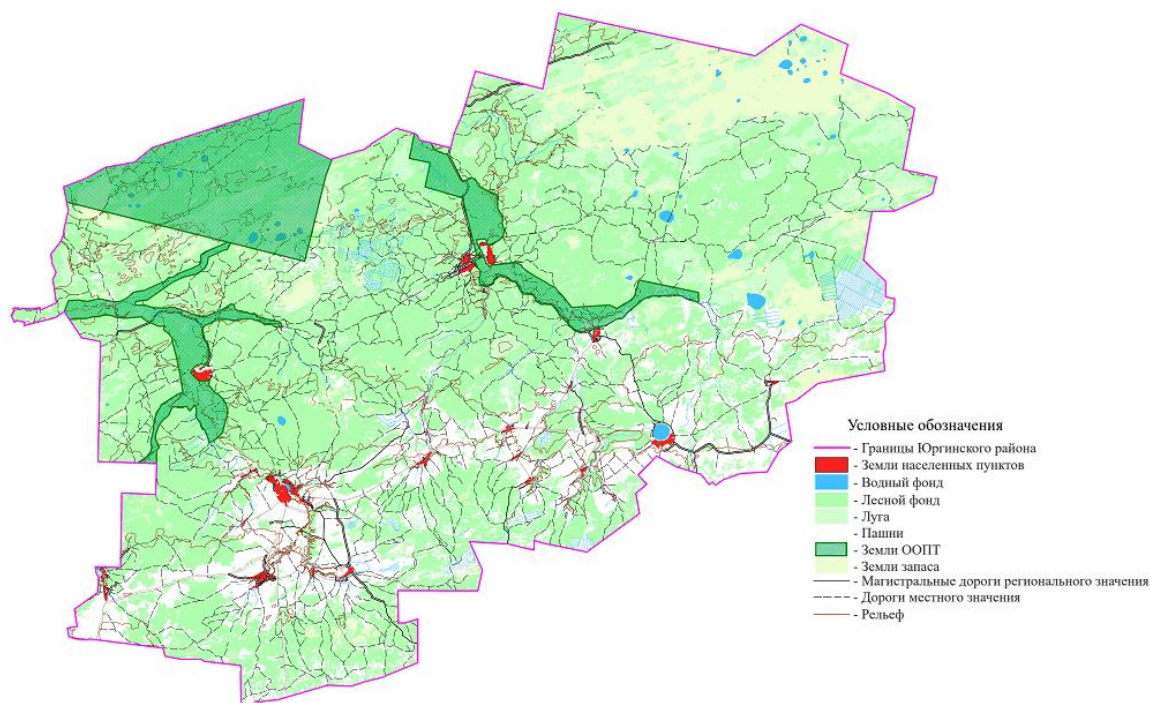 Условные обозначения
- Границы Юргинского района
- Земли населенных пунктов
- Водный фонд
- Лесной фонд
- Луга
- Пашни
- Земли ООПТ
- Земли запаса
- Магистральные дороги регионального значения
- Дороги местного значения
- Рельеф